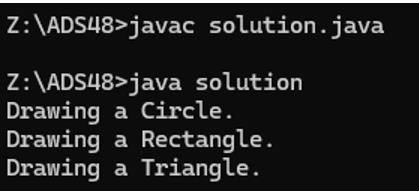 Z:\ADS48>javac solution.java
Z:\ADS48>java solution
Drawing a Circle.
Drawing a Rectangle.
Drawing a Triangle.